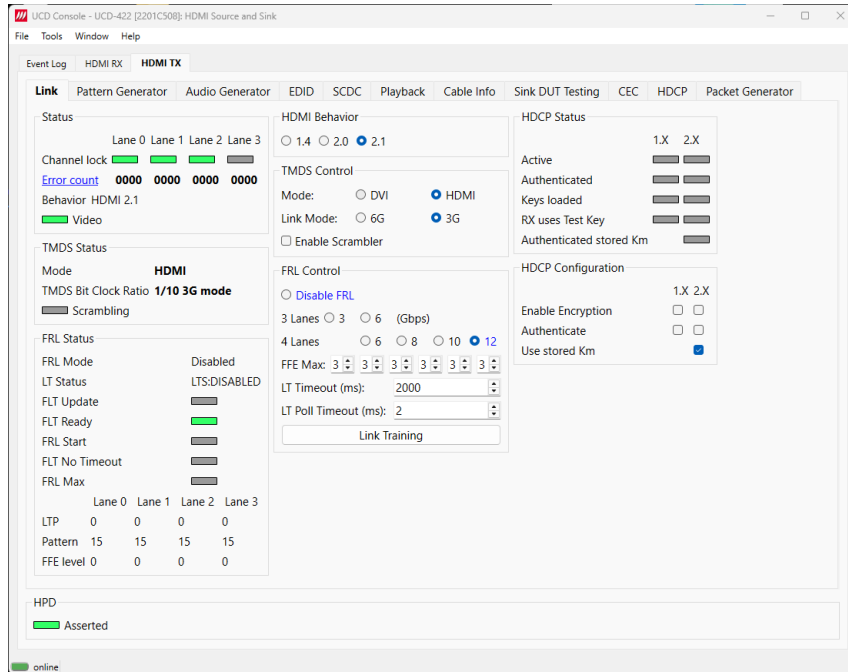 UCD Console - UCD-422 [2201C508]: HDMI Source and Sink
File Tools Window Help
Event Log HDMI RX HDMI TX
Link Pattern Generator Audio Generator EDID SCDC Playback Cable Info Sink DUT Testing CEC HDCP Packet Generator
Status
Lane 0 Lane 1 Lane 2 Lane 3
Channel lock
Error count 0000 0000 0000 0000
Behavior HDMI 2.1
Video
TMDS Status
Mode HDMI
TMDS Bit Clock Ratio 1/10 3G mode
Scrambling
FRL Status
FRL Mode Disabled
LT Status LTS:DISABLED
FLT Update
FLT Ready
FRL Start
FLT No Timeout
FRL Max
Lane 0 Lane 1 Lane 2 Lane 3
LTP 0 0 0 0
Pattern 15 15 15 15
FFE level 0 0 0 0
HDMI Behavior
1.4 2.0 2.1
TMDS Control
Mode: DVI HDMI
Link Mode: 6G 3G
Enable Scrambler
FRL Control
Disable FRL
3 Lanes 3 6 (Gbps)
4 Lanes 6 8 10 12
FFE Max: 3 3 3 3 3 3
LT Timeout (ms): 2000
LT Poll Timeout (ms): 2
Link Training
HDCP Status
1.X 2.X
Active
Authenticated
Keys loaded
RX uses Test Key
Authenticated stored Km
HDCP Configuration
1.X 2.X
Enable Encryption
Authenticate
Use stored Km
HPD
Asserted
online